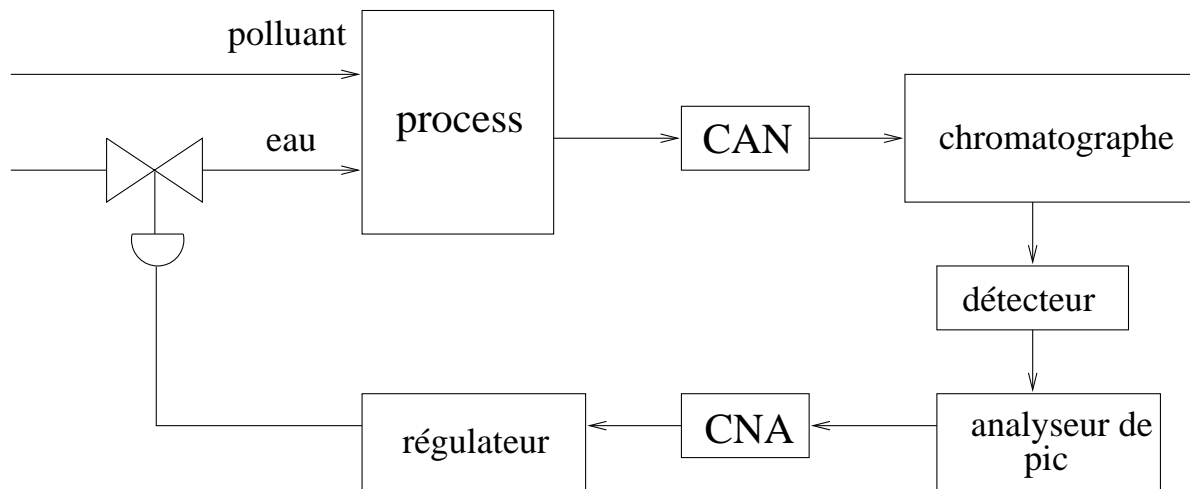 polluant
process
eau
CAN
chromatographe
détecteur
régulateur
CNA
analyseur de
pic